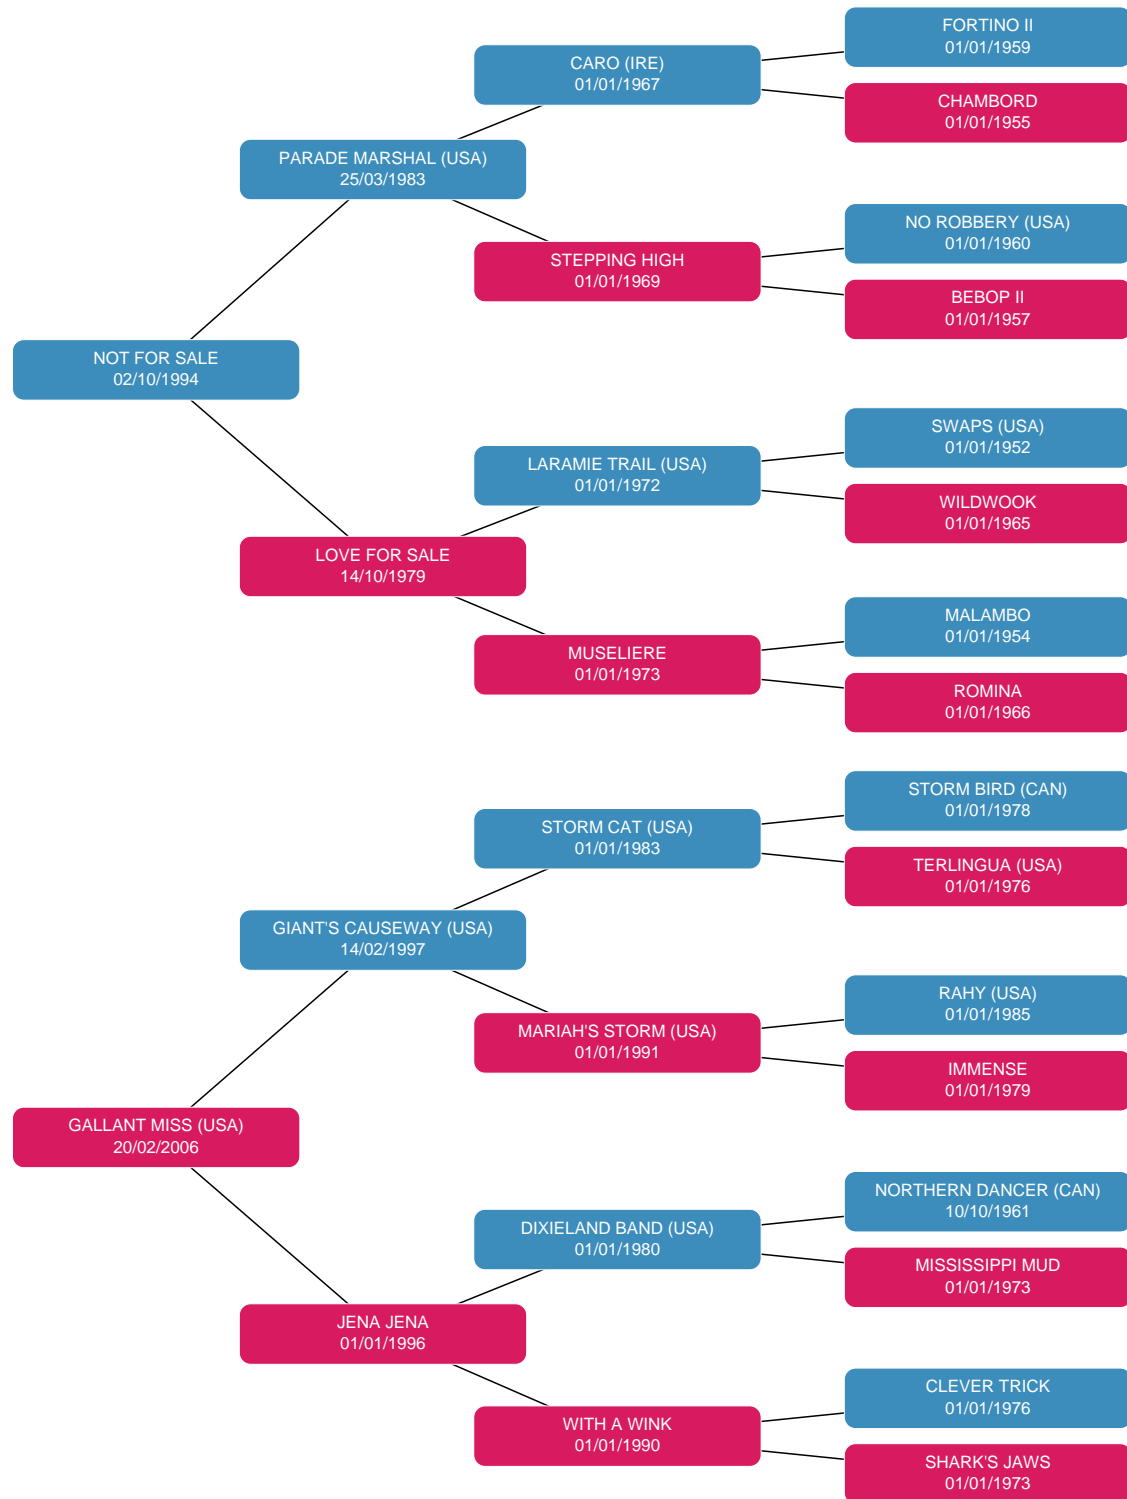 FORTINO II
01/01/1959
CARO (IRE)
01/01/1967
CHAMBORD
01/01/1955
PARADE MARSHAL (USA)
25/03/1983
NO ROBBERY (USA)
01/01/1960
STEPPING HIGH
01/01/1969
BEBOP II
01/01/1957
NOT FOR SALE
02/10/1994
SWAPS (USA)
01/01/1952
LARAMIE TRAIL (USA)
01/01/1972
WILDWOOK
01/01/1965
LOVE FOR SALE
14/10/1979
MALAMBO
01/01/1954
MUSELIERE
01/01/1973
ROMINA
01/01/1966
STORM BIRD (CAN)
01/01/1978
STORM CAT (USA)
01/01/1983
TERLINGUA (USA)
01/01/1976
GIANT'S CAUSEWAY (USA)
14/02/1997
RAHY (USA)
01/01/1985
MARIAH'S STORM (USA)
01/01/1991
IMMENSE
01/01/1979
GALLANT MISS (USA)
20/02/2006
NORTHERN DANCER (CAN)
10/10/1961
DIXIELAND BAND (USA)
01/01/1980
MISSISSIPPI MUD
01/01/1973
JENA JENA
01/01/1996
CLEVER TRICK
01/01/1976
WITH A WINK
01/01/1990
SHARK'S JAWS
01/01/1973